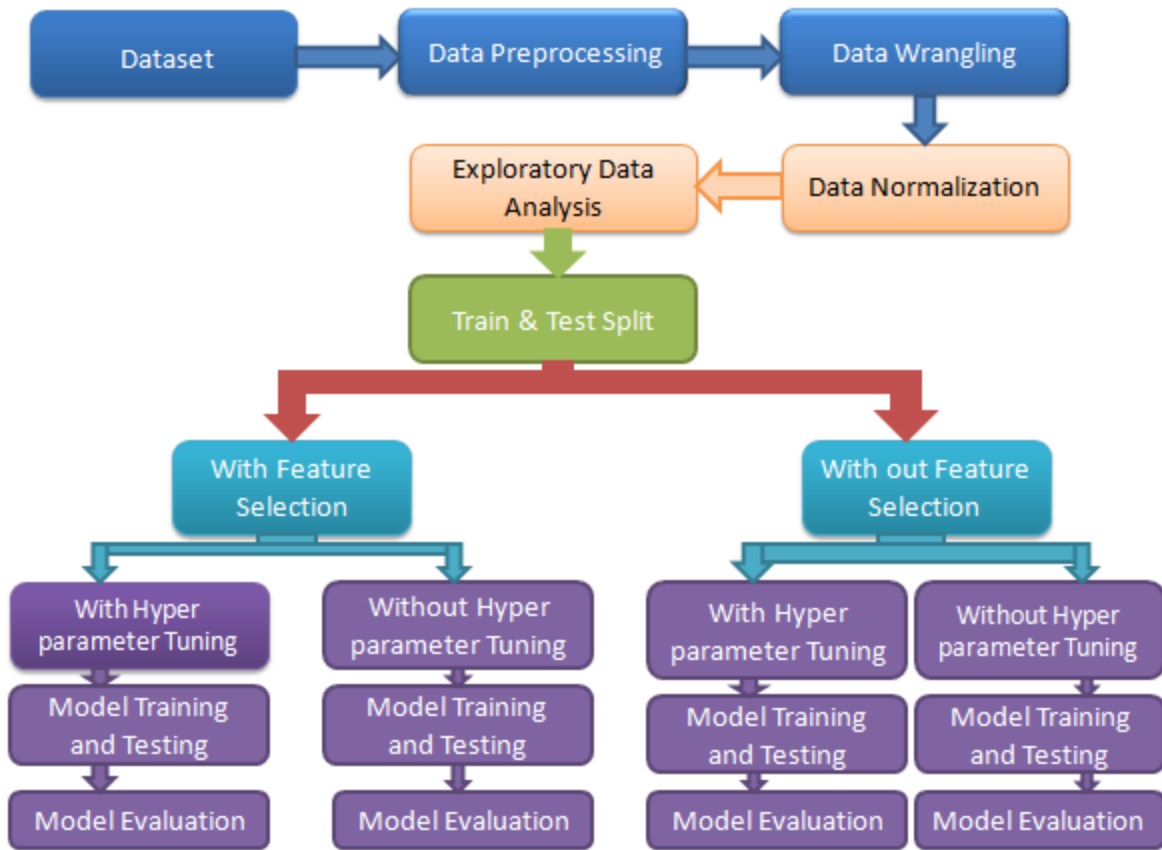 Dataset
Data Preprocessing
Data Wrangling
Exploratory Data
Analysis
Data Normalization
Train & Test Split
With Feature
Selection
With out Feature
Selection
With Hyper
parameter Tuning
Without Hyper
parameter Tuning
With Hyper
parameter Tuning
Without Hyper
parameter Tuning
Model Training
and Testing
Model Training
and Testing
Model Training
and Testing
Model Training
and Testing
Model Evaluation
Model Evaluation
Model Evaluation
Model Evaluation